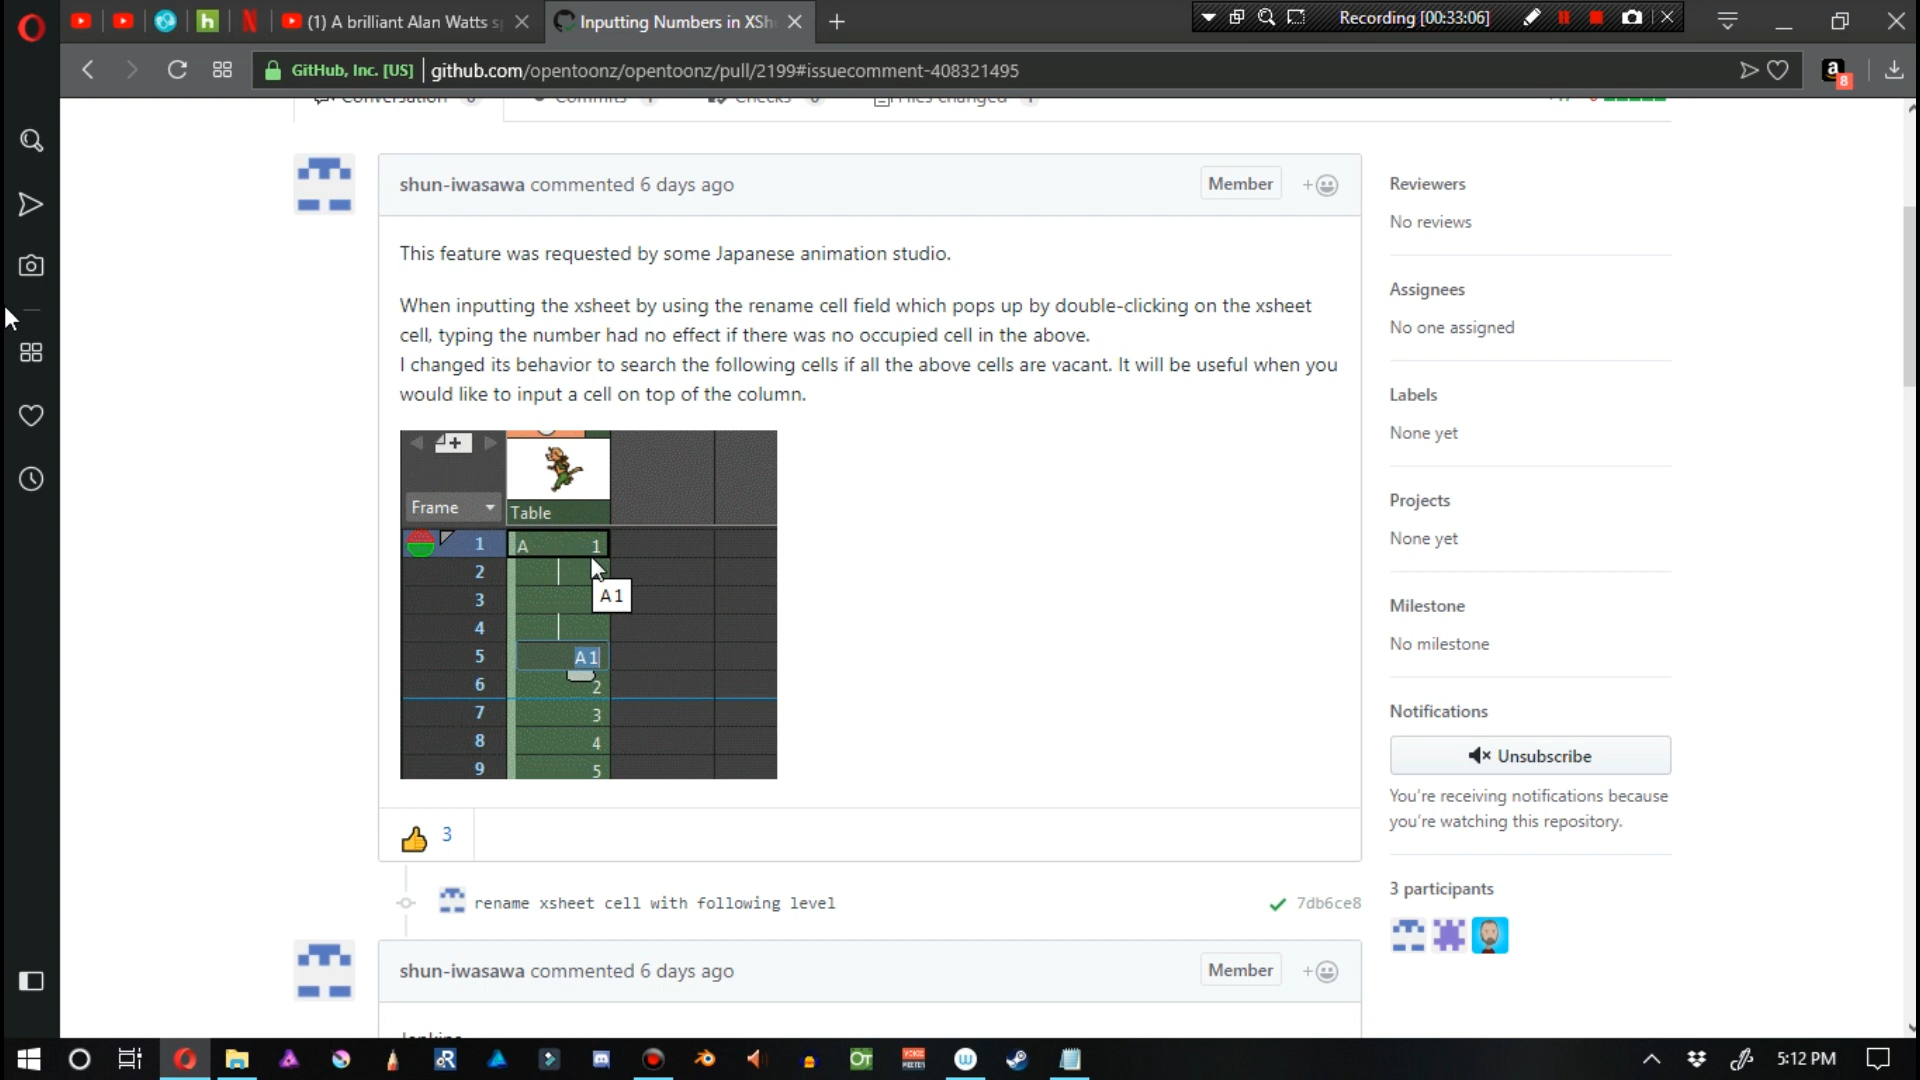 (1) A brilliant Alan Watts s
Inputting Numbers in XSh
Recording [00:33:06]
GitHub, Inc. [US]
github.com/opentoonz/opentoonz/pull/2199#issuecomment-408321495
a
8
shun-iwasawa commented 6 days ago
Member
This feature was requested by some Japanese animation studio.
When inputting the xsheet by using the rename cell field which pops up by double-clicking on the xsheet
cell, typing the number had no effect if there was no occupied cell in the above.
I changed its behavior to search the following cells if all the above cells are vacant. It will be useful when you
would like to input a cell on top of the column.
Frame
Table
1 A 1
2
3 A1
4
5 A1
6 2
7 3
8 4
9 5
3
rename xsheet cell with following level
7db6ce8
shun-iwasawa commented 6 days ago
Member
Reviewers
No reviews
Assignees
No one assigned
Labels
None yet
Projects
None yet
Milestone
No milestone
Notifications
Unsubscribe
You're receiving notifications because
you're watching this repository.
3 participants
5:12 PM